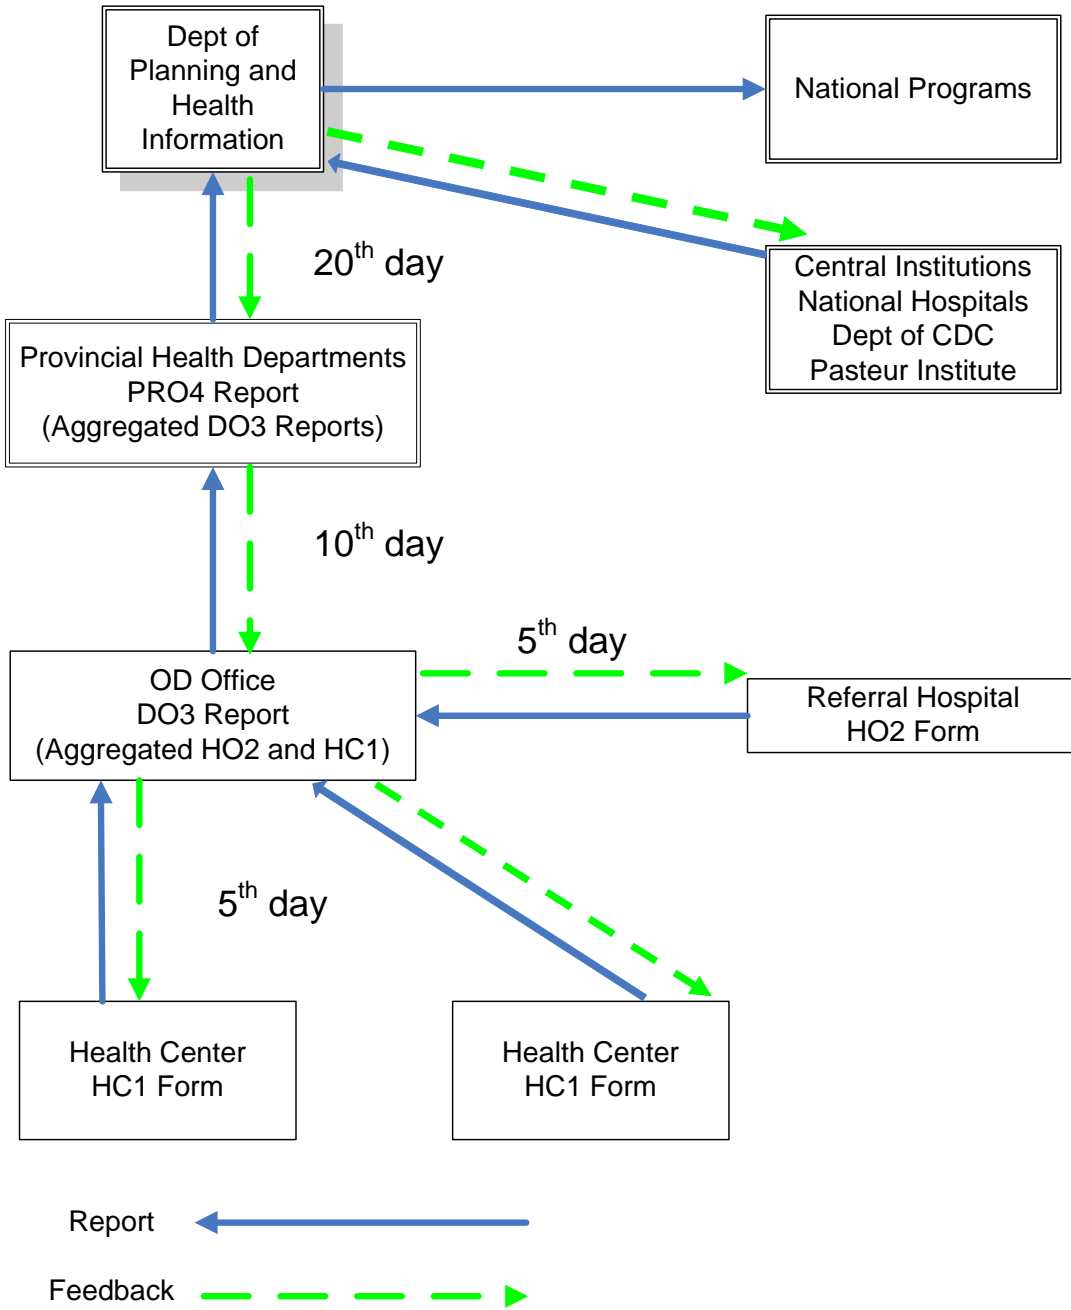 Dept of
Planning and
Health
Information
National Programs
20th day
Central Institutions
National Hospitals
Dept of CDC
Pasteur Institute
Provincial Health Departments
PRO4 Report
(Aggregated DO3 Reports)
10th day
5th day
OD Office
DO3 Report
(Aggregated HO2 and HC1)
Referral Hospital
HO2 Form
5th day
Health Center
HC1 Form
Health Center
HC1 Form
Report
Feedback